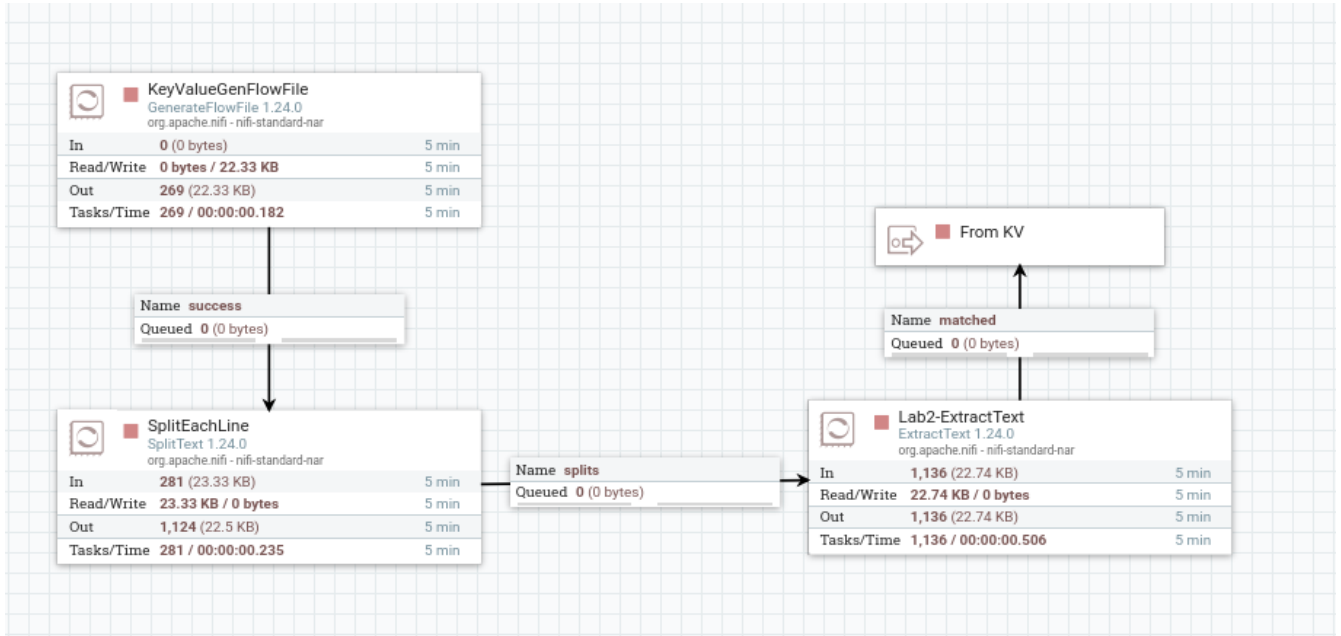 KeyValueGenFlowFile
GenerateFlowFile 1.24.0
org.apache.nifi - nifi-standard-nar
In 0 (0 bytes) 5 min
Read/Write 0 bytes / 22.33 KB 5 min
Out 269 (22.33 KB) 5 min
Tasks/Time 269 / 00:00:00.182 5 min
Name success
Queued 0 (0 bytes)
SplitEachLine
SplitText 1.24.0
org.apache.nifi - nifi-standard-nar
In 281 (23.33 KB) 5 min
Read/Write 23.33 KB / 0 bytes 5 min
Out 1,124 (22.5 KB) 5 min
Tasks/Time 281 / 00:00:00.235 5 min
Name splits
Queued 0 (0 bytes)
From KV
Name matched
Queued 0 (0 bytes)
Lab2-ExtractText
ExtractText 1.24.0
org.apache.nifi - nifi-standard-nar
In 1,136 (22.74 KB) 5 min
Read/Write 22.74 KB / 0 bytes 5 min
Out 1,136 (22.74 KB) 5 min
Tasks/Time 1,136 / 00:00:00.506 5 min